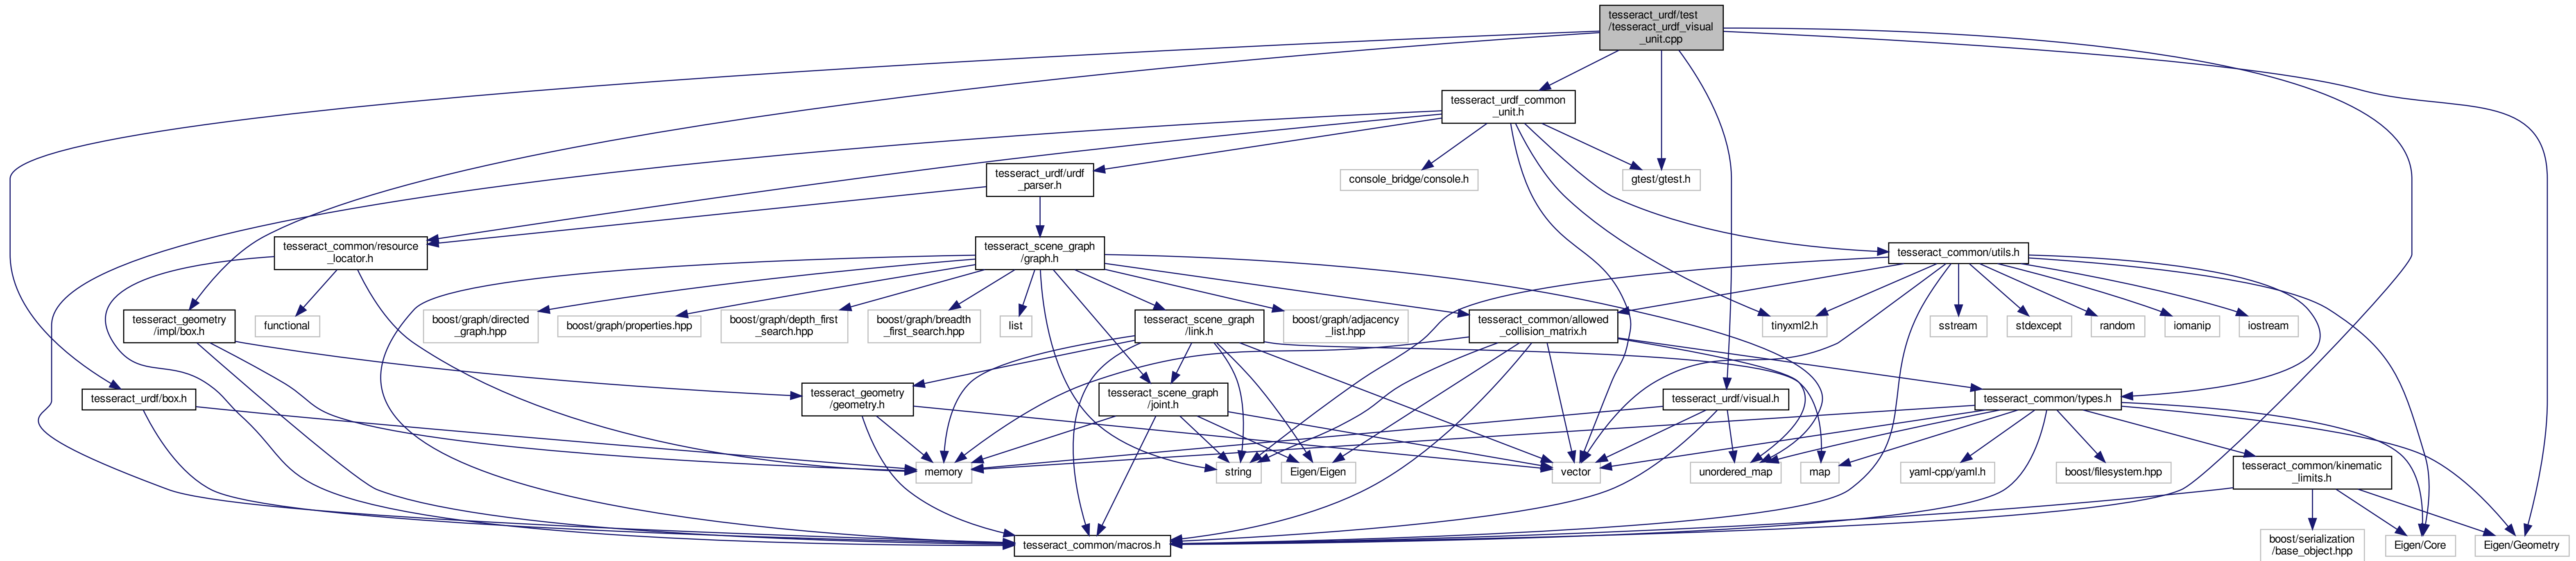 tesseract_urdf/test
/tesseract_urdf_visual
_unit.cpp
tesseract_urdf_common
_unit.h
tesseract_urdf/urdf
_parser.h
console_bridge/console.h
gtest/gtest.h
tesseract_common/resource
_locator.h
tesseract_scene_graph
/graph.h
tesseract_common/utils.h
tesseract_geometry
/impl/box.h
functional
boost/graph/directed
_graph.hpp
boost/graph/properties.hpp
boost/graph/depth_first
_search.hpp
boost/graph/breadth
_first_search.hpp
list
tesseract_scene_graph
/link.h
boost/graph/adjacency
_list.hpp
tesseract_common/allowed
_collision_matrix.h
tinyxml2.h
sstream
stdexcept
random
iomanip
iostream
tesseract_urdf/box.h
tesseract_geometry
/geometry.h
tesseract_scene_graph
/joint.h
tesseract_urdf/visual.h
tesseract_common/types.h
memory
string
Eigen/Eigen
vector
unordered_map
map
yaml-cpp/yaml.h
boost/filesystem.hpp
tesseract_common/kinematic
_limits.h
tesseract_common/macros.h
boost/serialization
/base_object.hpp
Eigen/Core
Eigen/Geometry